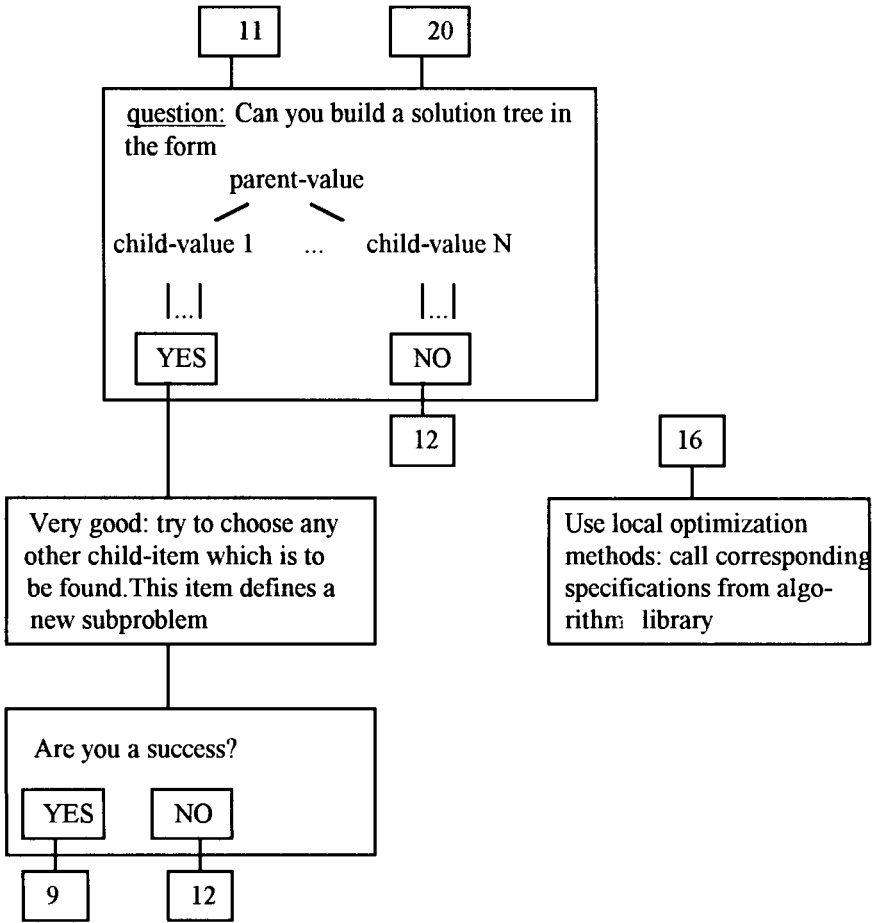 11
20
question: Can you build a solution tree in
the form
parent-value
child-value 1 ... child-value N
...
...
YES
NO
12
16
Very good: try to choose any
other child-item which is to
be found.This item defines a
new subproblem
Use local optimization
methods: call corresponding
specifications from algo-
rithm library
Are you a success?
YES
NO
9
12